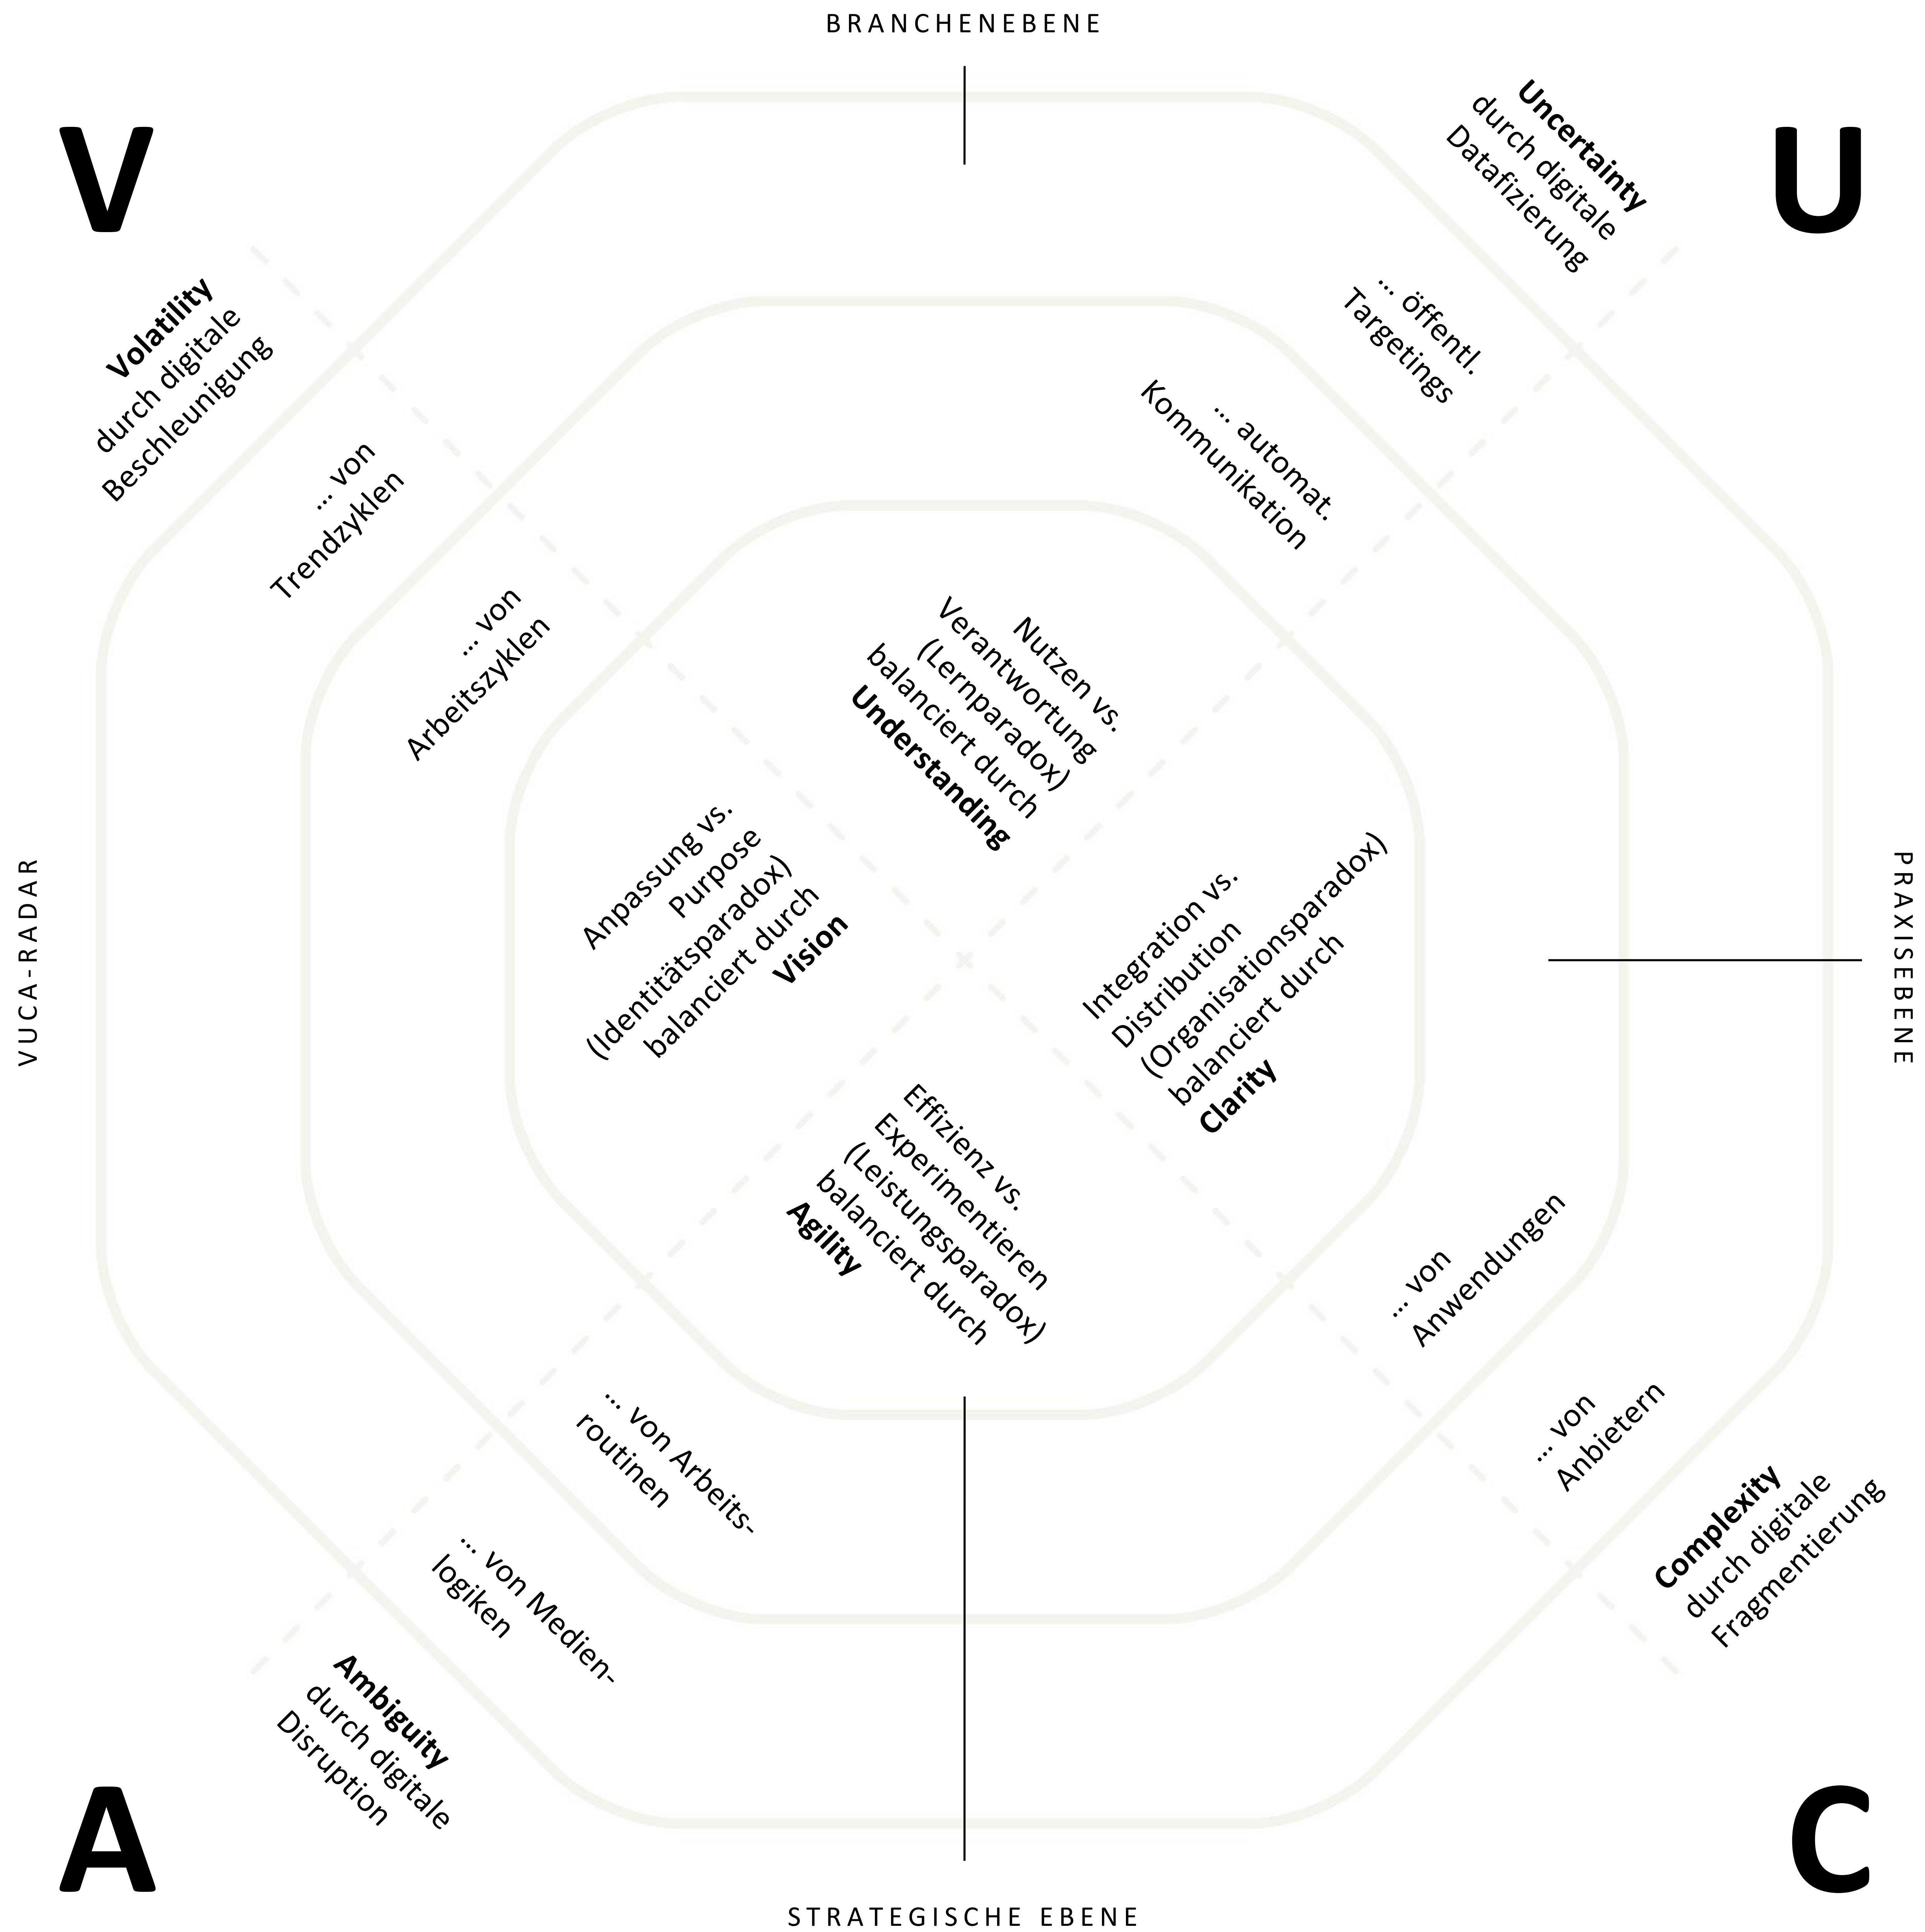 BRANCHENEBENE
V
U
Volatility
durch digitale
Beschleunigung
... von
Trendzyklen
... von
Arbeitszyklen
Anpassung vs.
Purpose
(Identitätsparadox)
balanciert durch
Vision
Uncertainty
durch digitale
Datafizierung
... öffentl.
Targetings
... automat.
Kommunikation
Nutzen vs.
Verantwortung
(Lernparadox)
balanciert durch
Understanding
VUCA-RADAR
PRAXISEBENE
Integration vs.
Distribution
(Organisationsparadox)
balanciert durch
Clarity
... von
Anwendungen
... von
Anbietern
Complexity
durch digitale
Fragmentierung
Effizienz vs.
Experimentieren
(Leistungsparadox)
balanciert durch
Agility
... von Arbeits-
routinen
... von Medien-
logiken
Ambiguity
durch digitale
Disruption
A
C
STRATEGISCHE EBENE